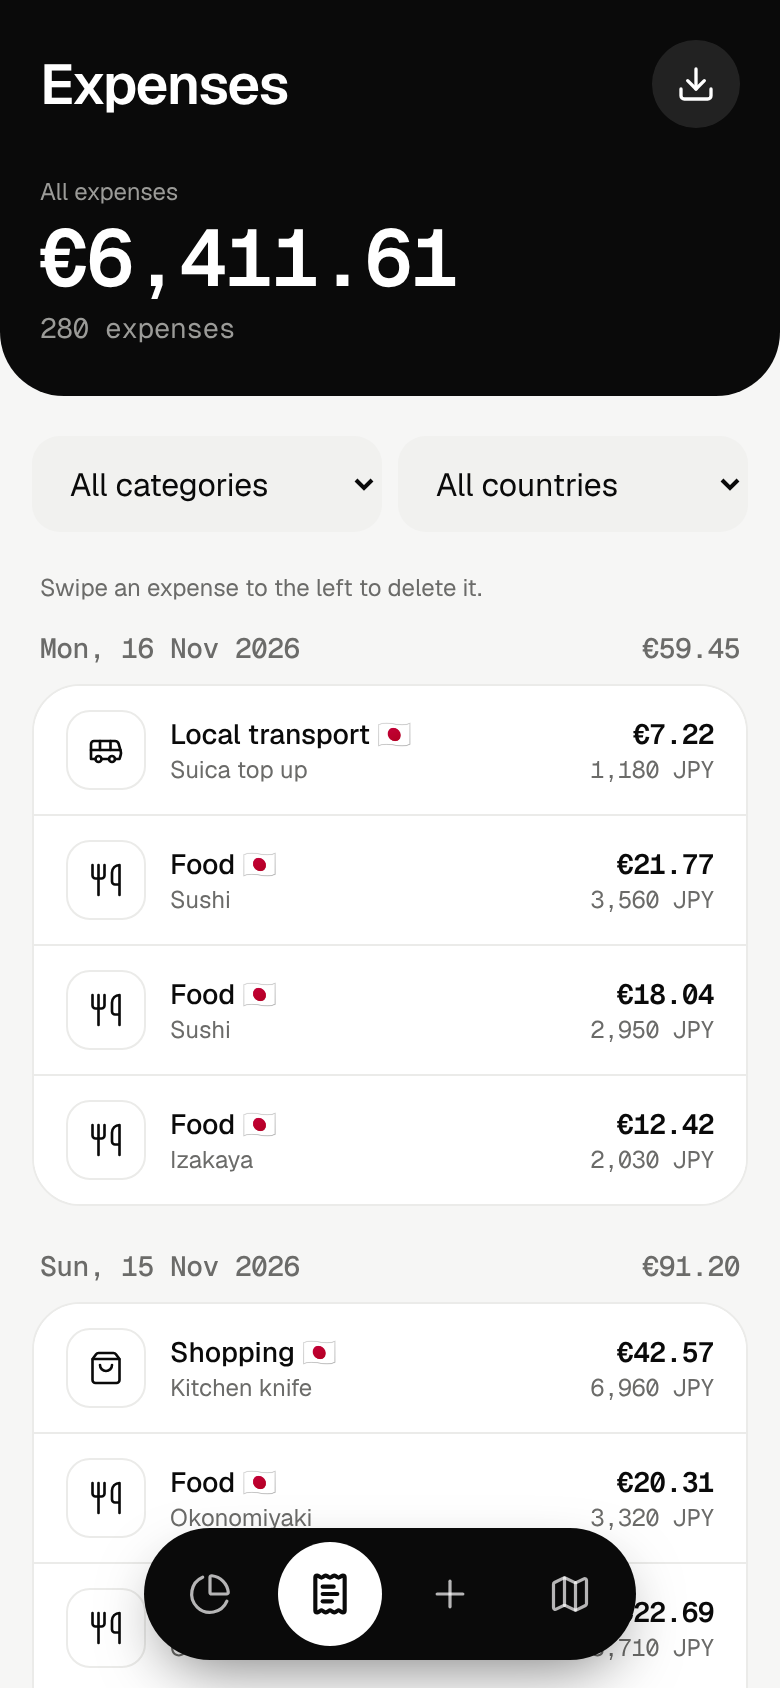 Expenses
All expenses
€6,411.61
280 expenses
All categories
All countries
Swipe an expense to the left to delete it.
Mon, 16 Nov 2026 €59.45
Local transport 🇯🇵 €7.22
Suica top up 1,180 JPY
Food 🇯🇵 €21.77
Sushi 3,560 JPY
Food 🇯🇵 €18.04
Sushi 2,950 JPY
Food 🇯🇵 €12.42
Izakaya 2,030 JPY
Sun, 15 Nov 2026 €91.20
Shopping 🇯🇵 €42.57
Kitchen knife 6,960 JPY
Food 🇯🇵 €20.31
Okonomiyaki 3,320 JPY
22.69
,710 JPY